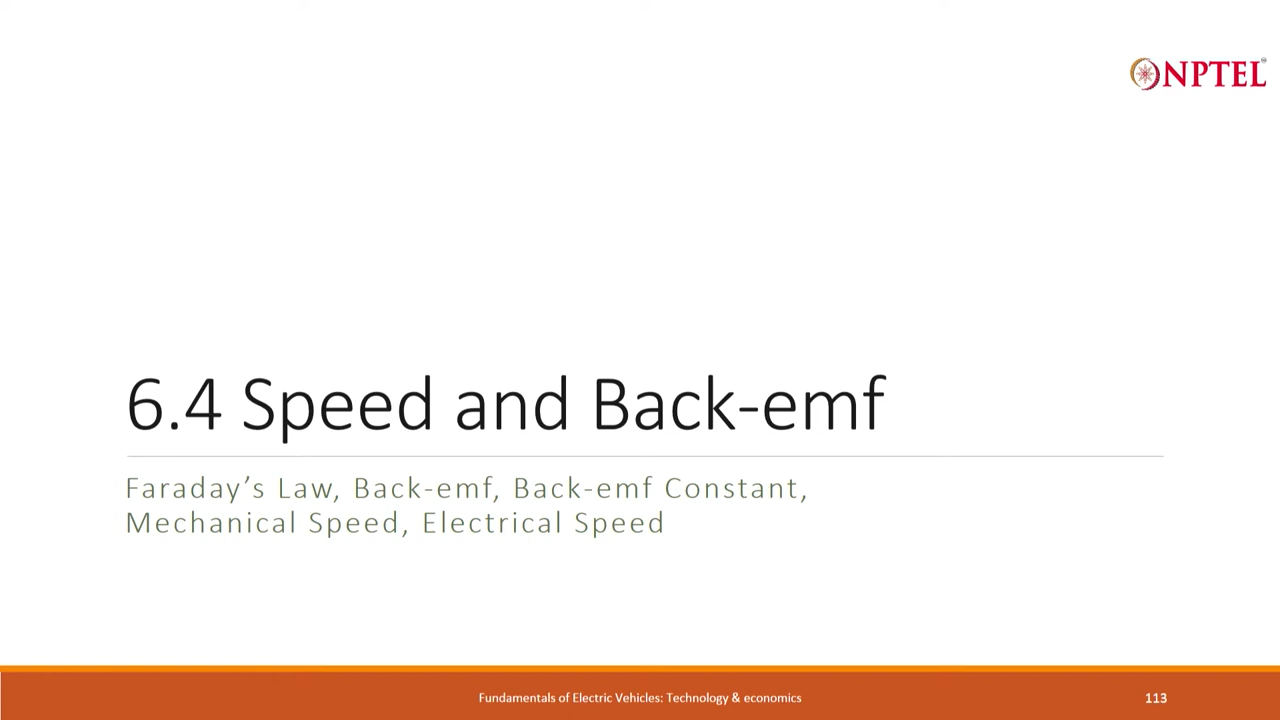 NPTEL
6.4 Speed and Back-emf
Faraday’s Law, Back-emf, Back-emf Constant,
Mechanical Speed, Electrical Speed
Fundamentals of Electric Vehicles: Technology & economics
113